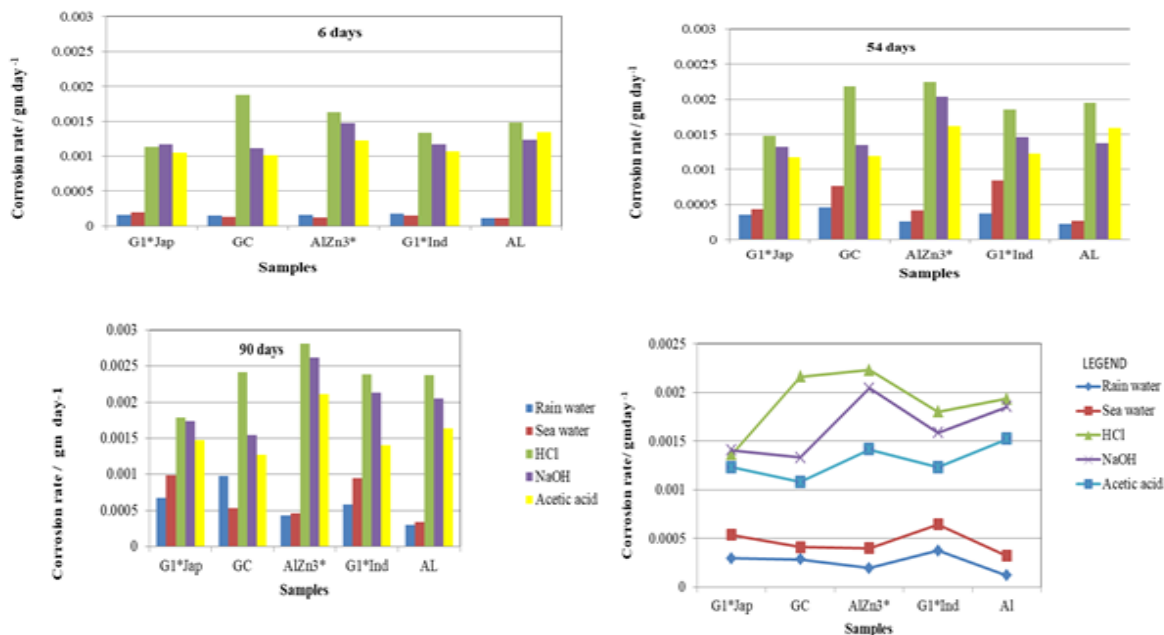 6 days
Corrosion rate / gm day⁻¹
0.003
0.0025
0.002
0.0015
0.001
0.0005
0
G1*Jap GC AlZn3* G1*Ind AL
Samples
54 days
Corrosion rate / gm day⁻¹
0.003
0.0025
0.002
0.0015
0.001
0.0005
0
G1*Jap GC AlZn3* G1*Ind AL
Samples
90 days
Corrosion rate / gm day-1
0.003
0.0025
0.002
0.0015
0.001
0.0005
0
G1*Jap GC AlZn3* G1*Ind AL
Samples
Rain water
Sea water
HCl
NaOH
Acetic acid
Corrosion rate/ gmday⁻¹
0.0025
0.002
0.0015
0.001
0.0005
0
G1*Jap GC AlZn3* G1*Ind Al
Samples
LEGEND
Rain water
Sea water
HCl
NaOH
Acetic acid